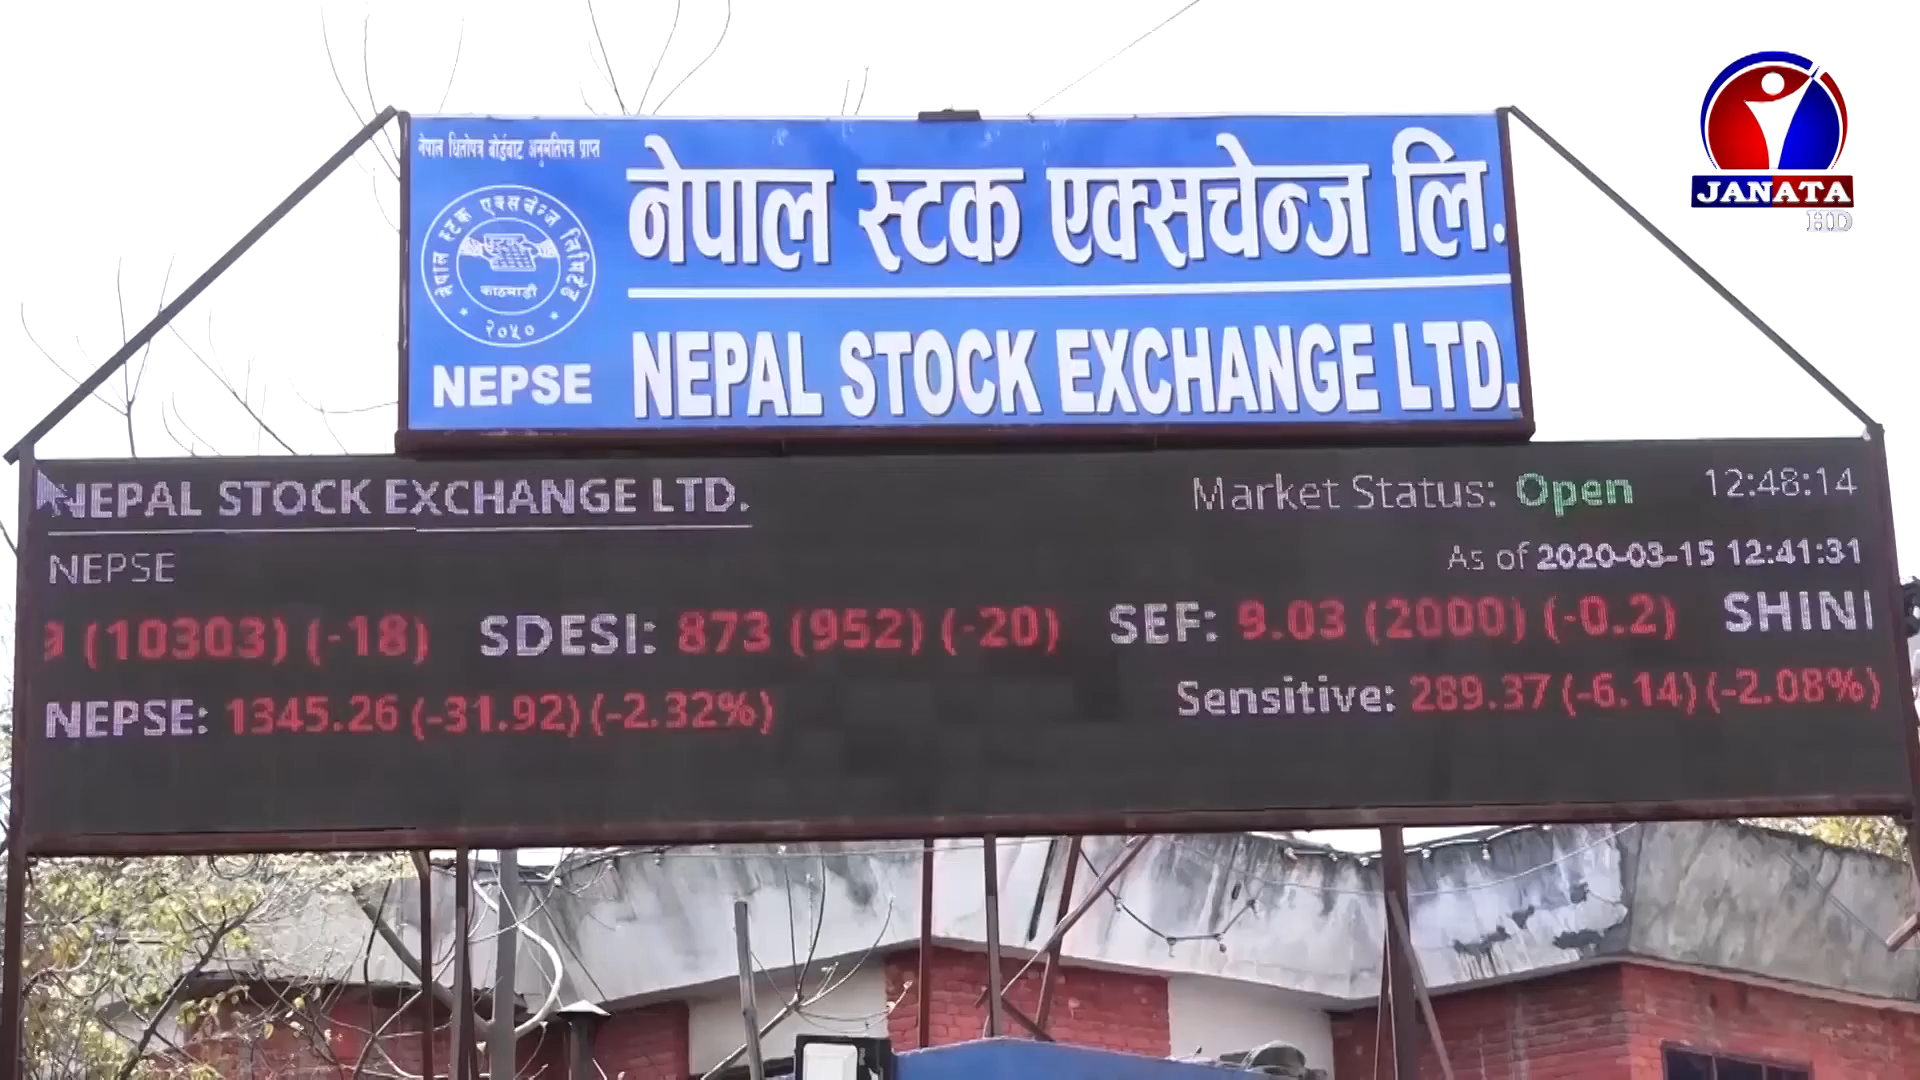 नेपाल धितोपत्र बोर्डबाट अनुमतिपत्र प्राप्त
नेपाल स्टक एक्सचेन्ज लि.
नेपाल स्टक एक्सचेन्ज लिमिटेड
काठमाडौं
२०५०
NEPSE
NEPAL STOCK EXCHANGE LTD.
JANATA
HD
NEPAL STOCK EXCHANGE LTD.
Market Status: Open 12:48:14
NEPSE
As of 2020-03-15 12:41:31
(10303) (-18) SDESI: 873 (952) (-20) SEF: 9.03 (2000) (-0.2) SHINI
NEPSE: 1345.26 (-31.92) (-2.32%)
Sensitive: 289.37 (-6.14) (-2.08%)